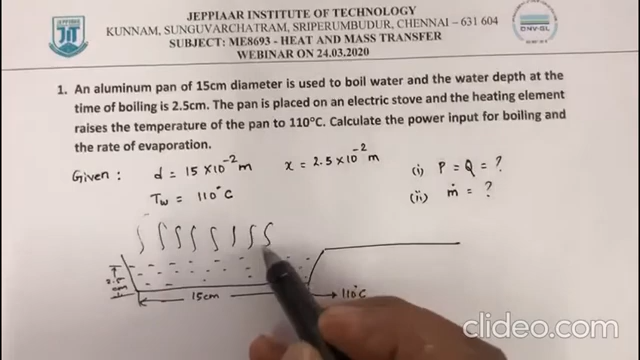 JEPPIAAR INSTITUTE OF TECHNOLOGY
KUNNAM, SUNGUVARCHATRAM, SRIPERUMBUDUR, CHENNAI – 631 604
SUBJECT: ME8693 - HEAT AND MASS TRANSFER
WEBINAR ON 24.03.2020
JiT
DNV·GL
1. An aluminum pan of 15cm diameter is used to boil water and the water depth at the
time of boiling is 2.5cm. The pan is placed on an electric stove and the heating element
raises the temperature of the pan to 110°C. Calculate the power input for boiling and
the rate of evaporation.
Given : d = 15 × 10⁻² m x = 2.5 × 10⁻² m (i) P = Q = ?
Tw = 110°C (ii) ṁ = ?
2.5
cm
15cm
110°C
clideo.com